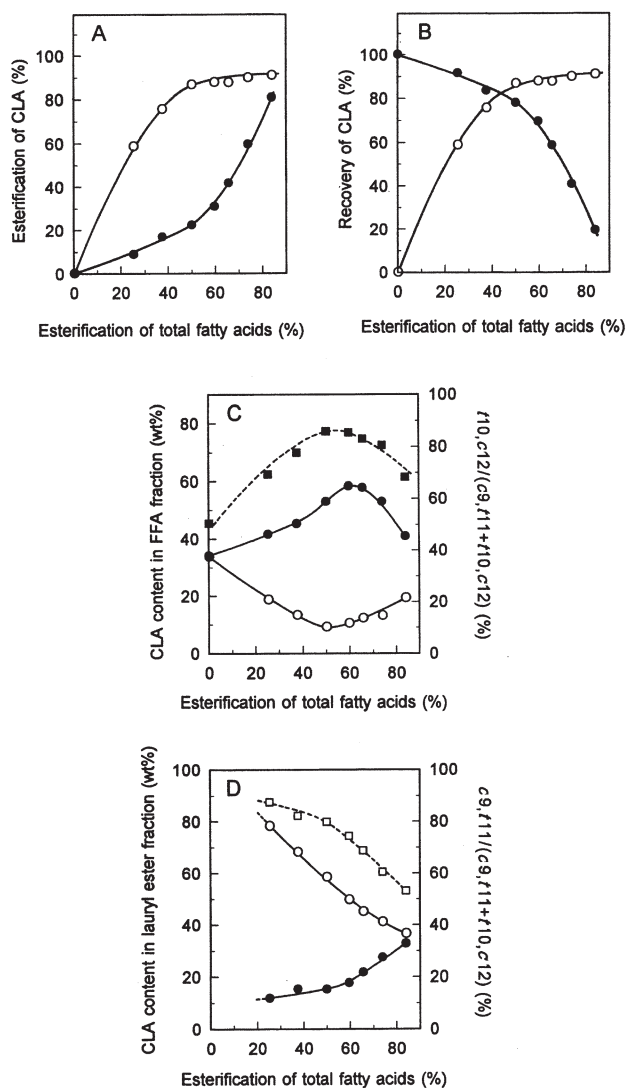 A
Esterification of CLA (%)
100
80
60
40
20
0
0 20 40 60 80
Esterification of total fatty acids (%)
B
Recovery of CLA (%)
100
80
60
40
20
0
0 20 40 60 80
Esterification of total fatty acids (%)
C
CLA content in FFA fraction (wt%)
80
60
40
20
0
100
80
60
40
20
0
t10,c12/(c9,t11+t10,c12) (%)
0 20 40 60 80
Esterification of total fatty acids (%)
D
CLA content in lauryl ester fraction (wt%)
100
80
60
40
20
0
100
80
60
40
20
0
c9,t11/(c9,t11+t10,c12) (%)
0 20 40 60 80
Esterification of total fatty acids (%)